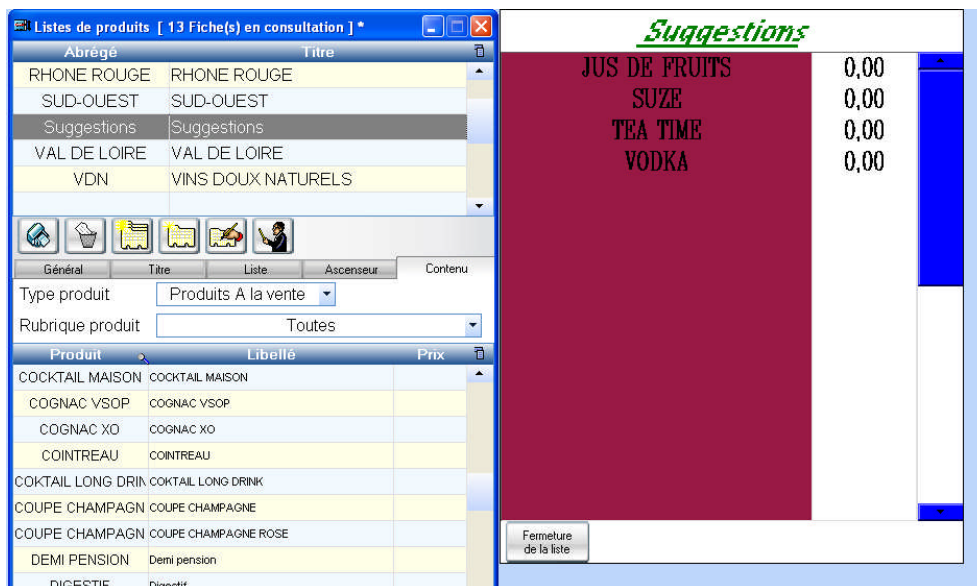 Listes de produits [ 13 Fiche(s) en consultation ] *
Abrégé Titre
RHONE ROUGE RHONE ROUGE
SUD-OUEST SUD-OUEST
Suggestions Suggestions
VAL DE LOIRE VAL DE LOIRE
VDN VINS DOUX NATURELS
Général Titre Liste Ascenseur Contenu
Type produit Produits A la vente
Rubrique produit Toutes
Produit Libellé Prix
COCKTAIL MAISON COCKTAIL MAISON
COGNAC VSOP COGNAC VSOP
COGNAC XO COGNAC XO
COINTREAU COINTREAU
COKTAIL LONG DRIN COKTAIL LONG DRINK
COUPE CHAMPAGN COUPE CHAMPAGNE
COUPE CHAMPAGN COUPE CHAMPAGNE ROSE
DEMI PENSION Demi pension
DIGESTIF Digestif
Suggestions
JUS DE FRUITS 0,00
SUZE 0,00
TEA TIME 0,00
VODKA 0,00
Fermeture
de la liste